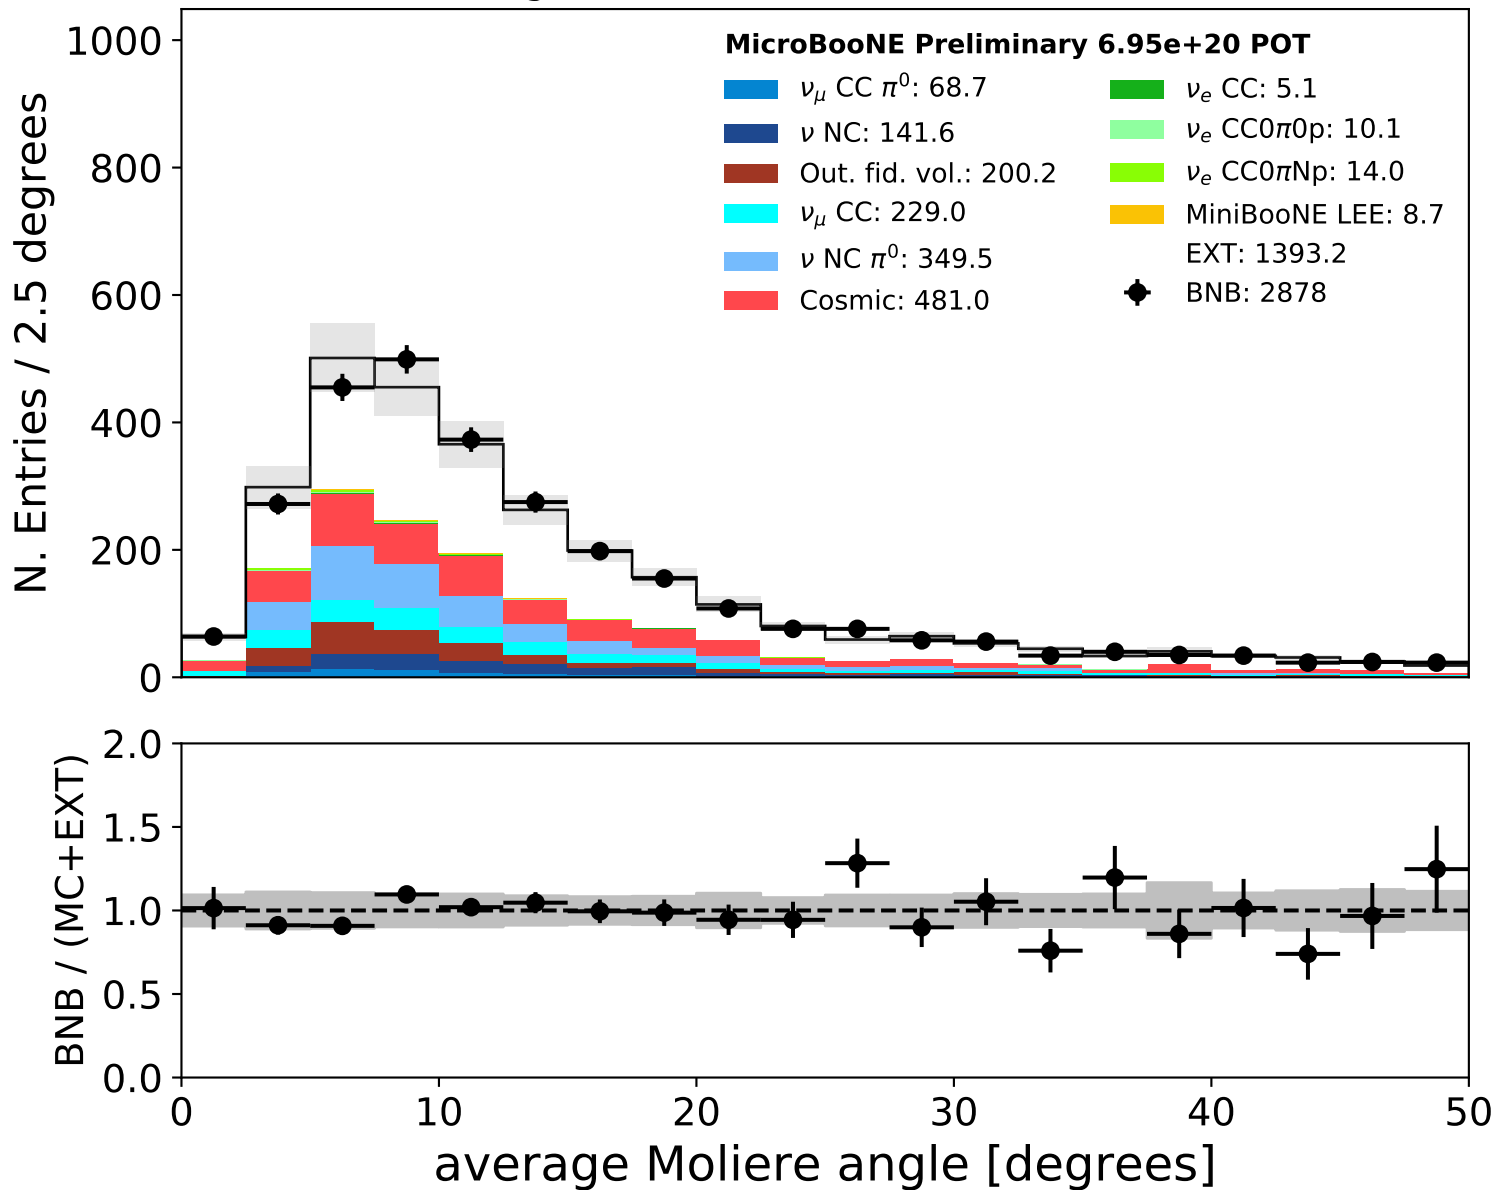 MicroBooNE Preliminary 6.95e+20 POT
νμ CC π⁰: 68.7
ν NC: 141.6
Out. fid. vol.: 200.2
νμ CC: 229.0
ν NC π⁰: 349.5
Cosmic: 481.0
νe CC: 5.1
νe CC0π0p: 10.1
νe CC0πNp: 14.0
MiniBooNE LEE: 8.7
EXT: 1393.2
BNB: 2878
N. Entries / 2.5 degrees
1000
800
600
400
200
0
BNB / (MC+EXT)
2.0
1.5
1.0
0.5
0.0
0 10 20 30 40 50
average Moliere angle [degrees]